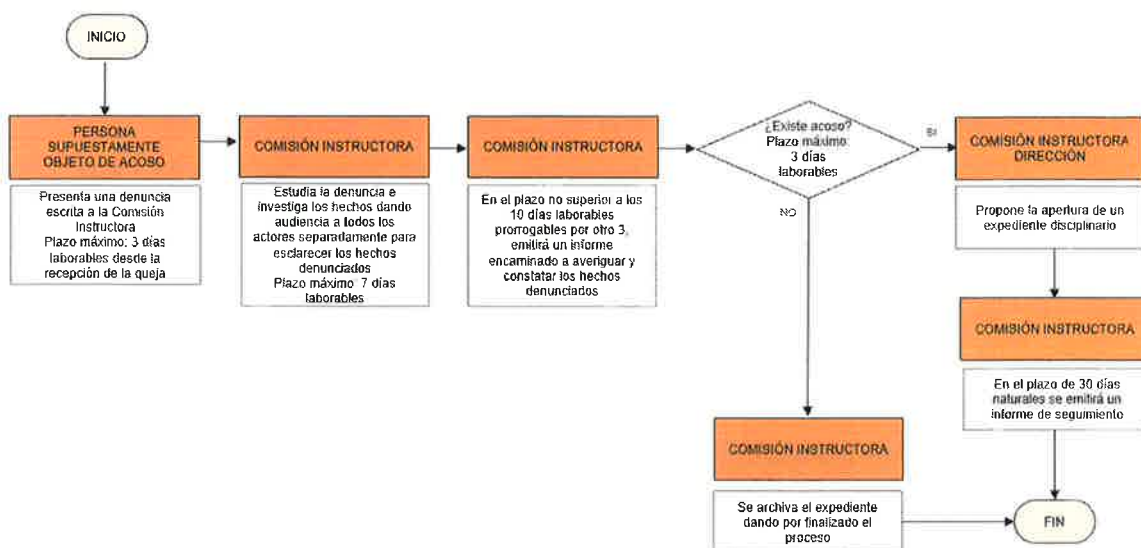 INICIO
PERSONA
SUPUESTAMENTE
OBJETO DE ACOSO
Presenta una denuncia
escrita a la Comisión
Instructora
Plazo máximo: 3 días
laborables desde la
recepción de la queja
COMISIÓN INSTRUCTORA
Estudia la denuncia e
investiga los hechos dando
audiencia a todos los
actores separadamente para
esclarecer los hechos
denunciados
Plazo máximo: 7 días
laborables
COMISIÓN INSTRUCTORA
En el plazo no superior a los
10 días laborables
prorrogables por otro 3,
emitirá un informe
encaminado a averiguar y
constatar los hechos
denunciados
¿Existe acoso?
Plazo máximo:
3 días
laborables
SI
COMISIÓN INSTRUCTORA
DIRECCIÓN
Propone la apertura de un
expediente disciplinario
COMISIÓN INSTRUCTORA
En el plazo de 30 días
naturales se emitirá un
informe de seguimiento
NO
COMISIÓN INSTRUCTORA
Se archiva el expediente
dando por finalizado el
proceso
FIN